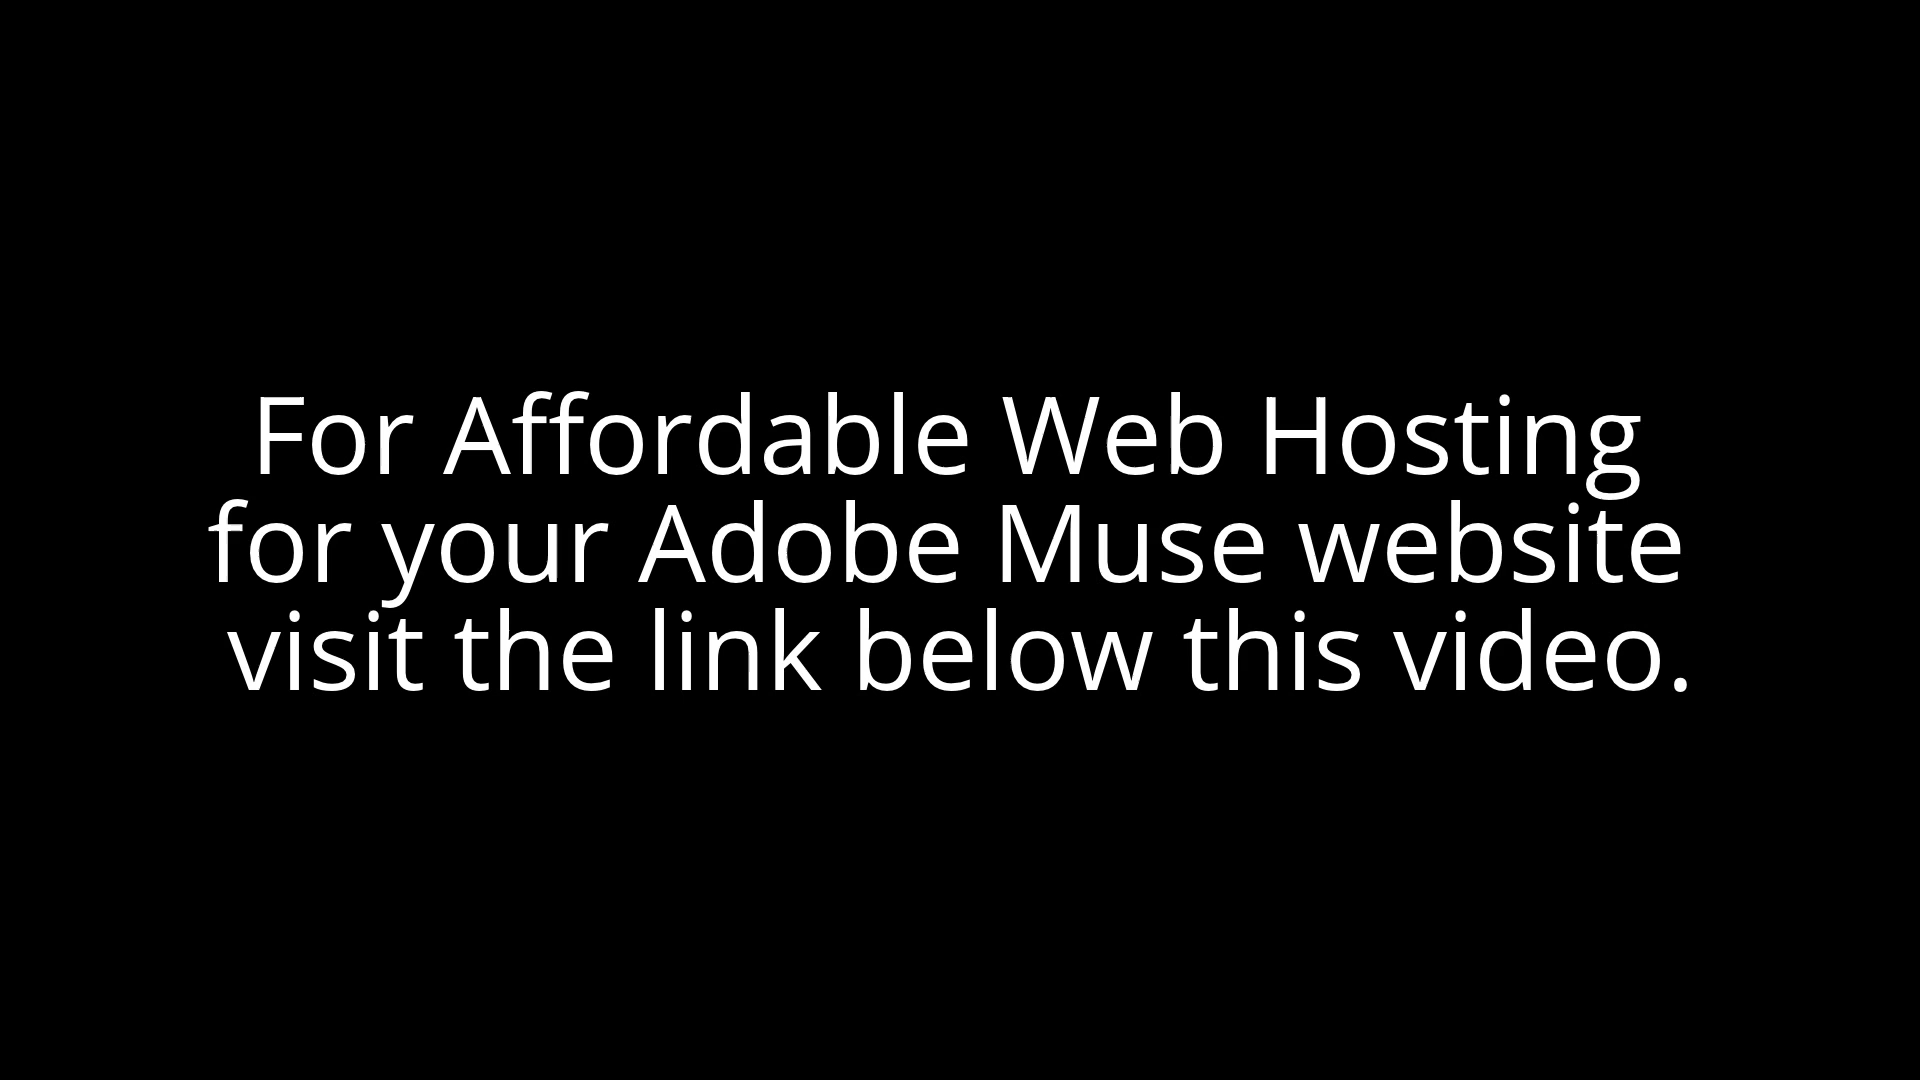 For Affordable Web Hosting
for your Adobe Muse website
visit the link below this video.